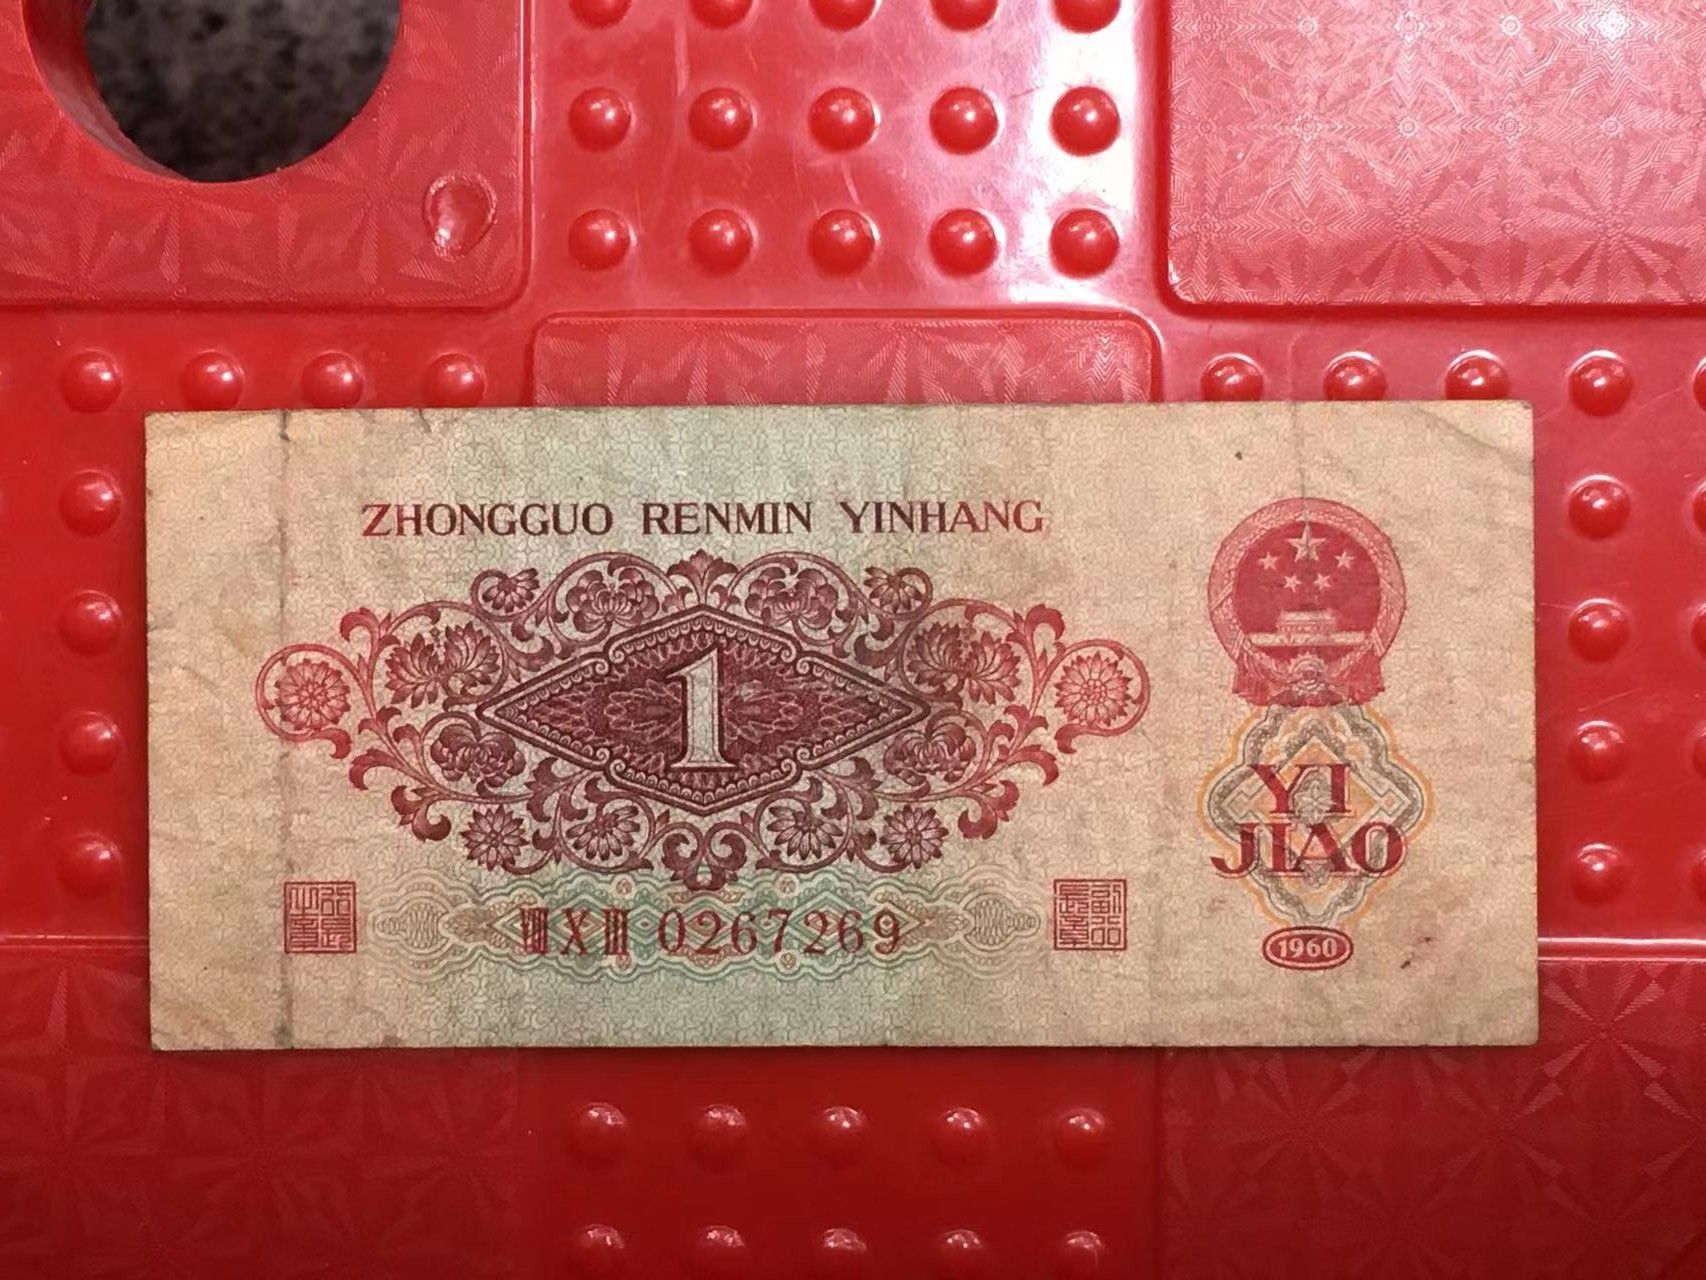 ZHONGGUO RENMIN YINHANG
1
YI
JIAO
ⅧⅩⅢ 0267269
1960